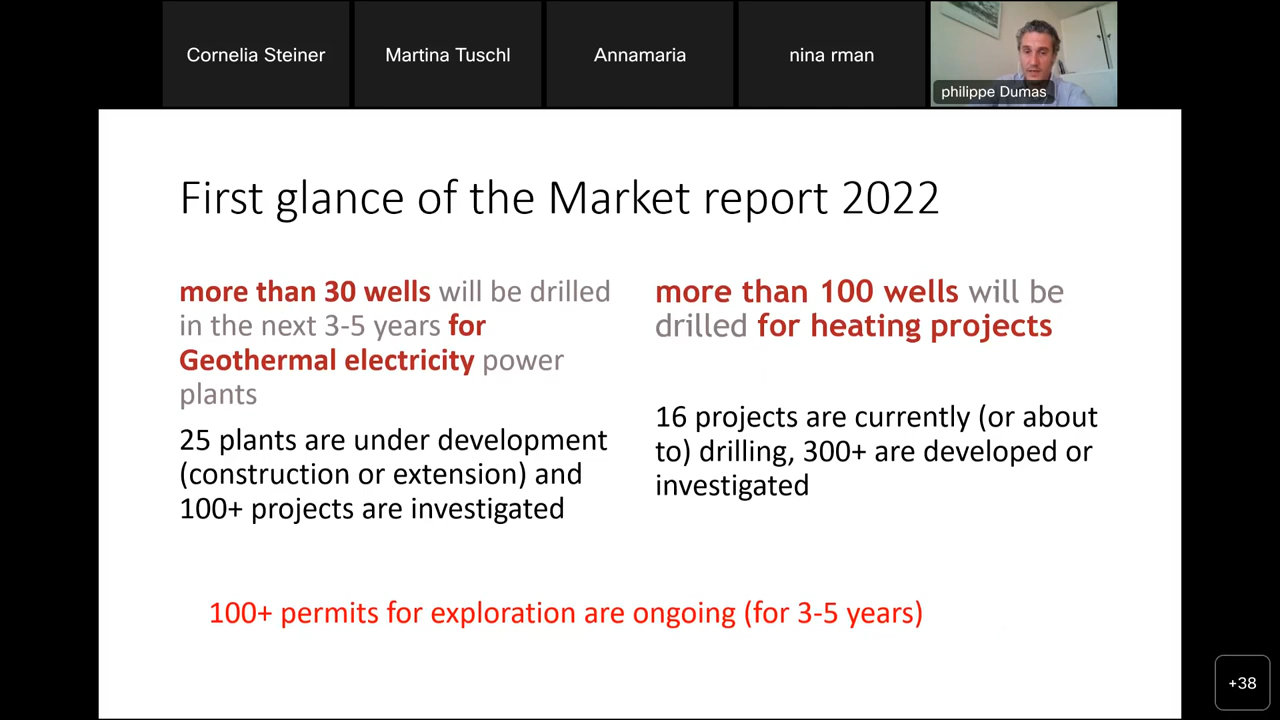 Cornelia Steiner
Martina Tuschl
Annamaria
nina rman
philippe Dumas
First glance of the Market report 2022
more than 30 wells will be drilled
in the next 3-5 years for
Geothermal electricity power
plants
25 plants are under development
(construction or extension) and
100+ projects are investigated
more than 100 wells will be
drilled for heating projects
16 projects are currently (or about
to) drilling, 300+ are developed or
investigated
100+ permits for exploration are ongoing (for 3-5 years)
+38